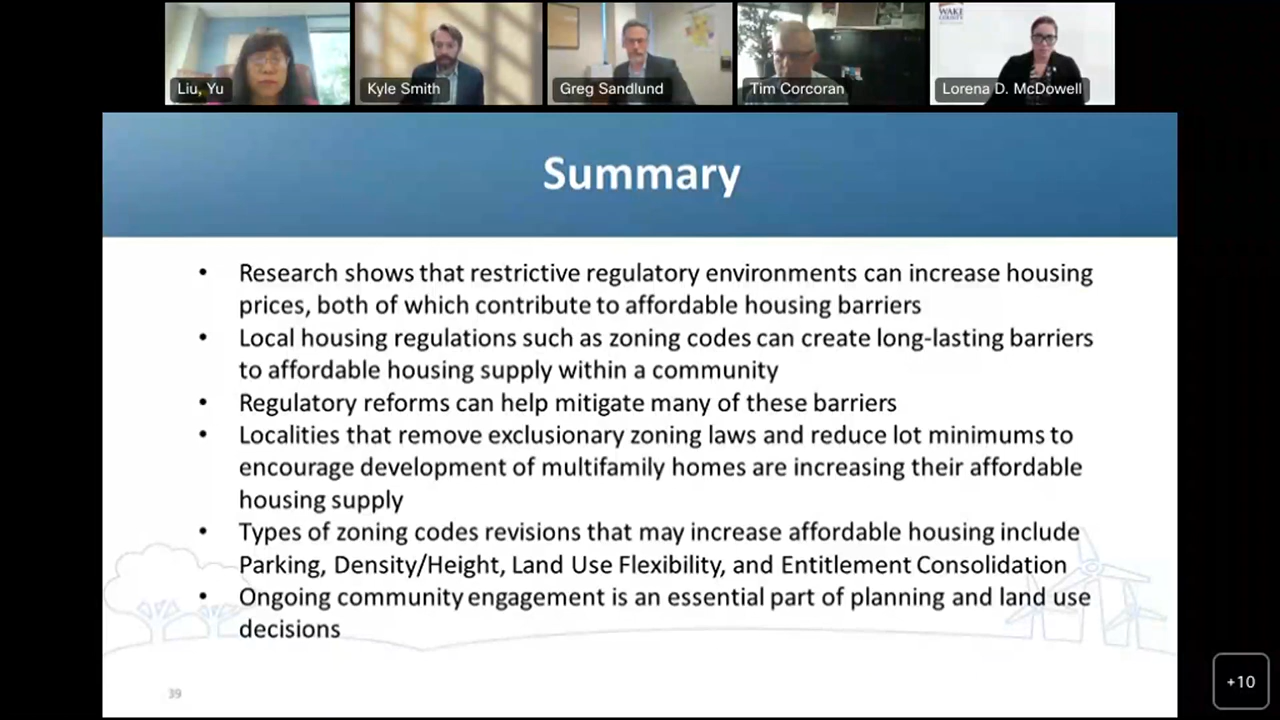 WAKE
COUNTY
Liu, Yu
Kyle Smith
Greg Sandlund
Tim Corcoran
Lorena D. McDowell
Summary
• Research shows that restrictive regulatory environments can increase housing
prices, both of which contribute to affordable housing barriers
• Local housing regulations such as zoning codes can create long-lasting barriers
to affordable housing supply within a community
• Regulatory reforms can help mitigate many of these barriers
• Localities that remove exclusionary zoning laws and reduce lot minimums to
encourage development of multifamily homes are increasing their affordable
housing supply
• Types of zoning codes revisions that may increase affordable housing include
Parking, Density/Height, Land Use Flexibility, and Entitlement Consolidation
• Ongoing community engagement is an essential part of planning and land use
decisions
39
+10